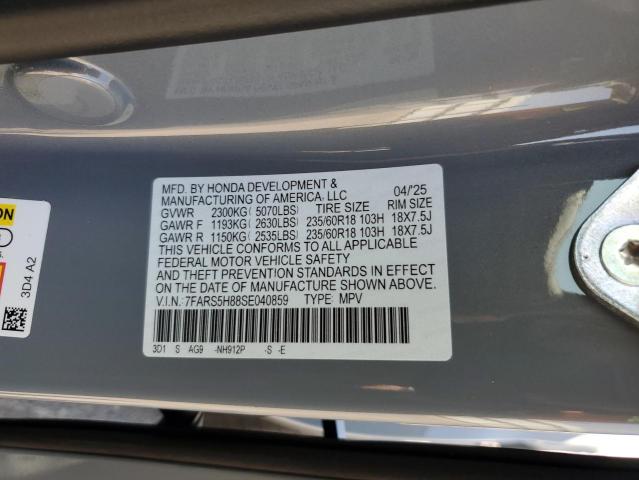 MFD. BY HONDA DEVELOPMENT & 04/'25
MANUFACTURING OF AMERICA, LLC
GVWR 2300KG ( 5070LBS) TIRE SIZE RIM SIZE
GAWR F 1193KG ( 2630LBS) 235/60R18 103H 18X7.5J
GAWR R 1150KG ( 2535LBS) 235/60R18 103H 18X7.5J
THIS VEHICLE CONFORMS TO ALL APPLICABLE
FEDERAL MOTOR VEHICLE SAFETY
AND THEFT PREVENTION STANDARDS IN EFFECT
ON THE DATE OF MANUFACTURE SHOWN ABOVE.
V.I.N.: 7FARS5H88SE040859 TYPE: MPV
3D1 S AG9 -NH912P -S -E
3D4 A2